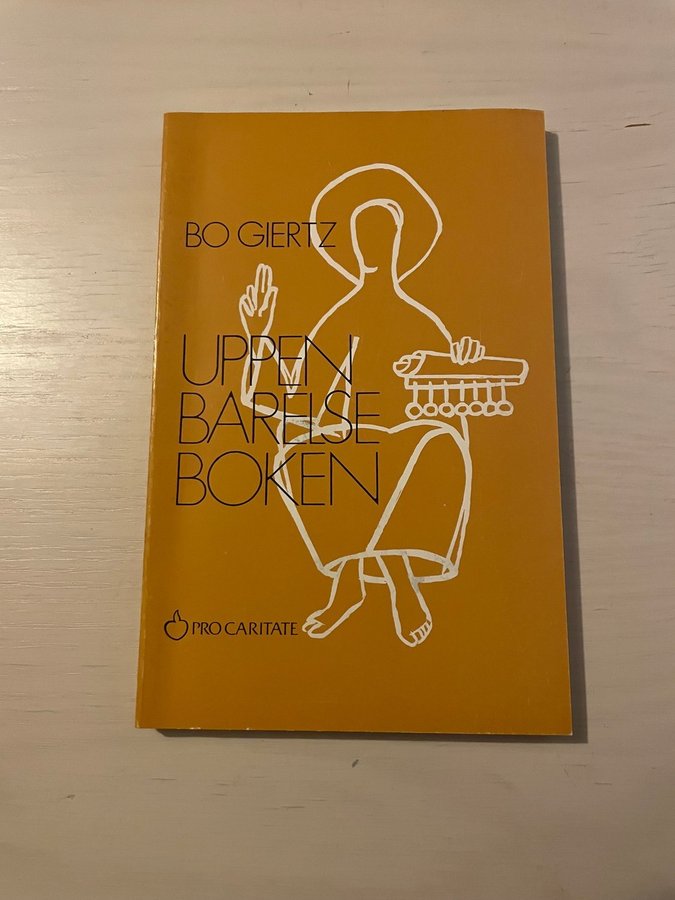 BO GIERTZ
UPPEN
BARELSE
BOKEN
PRO CARITATE